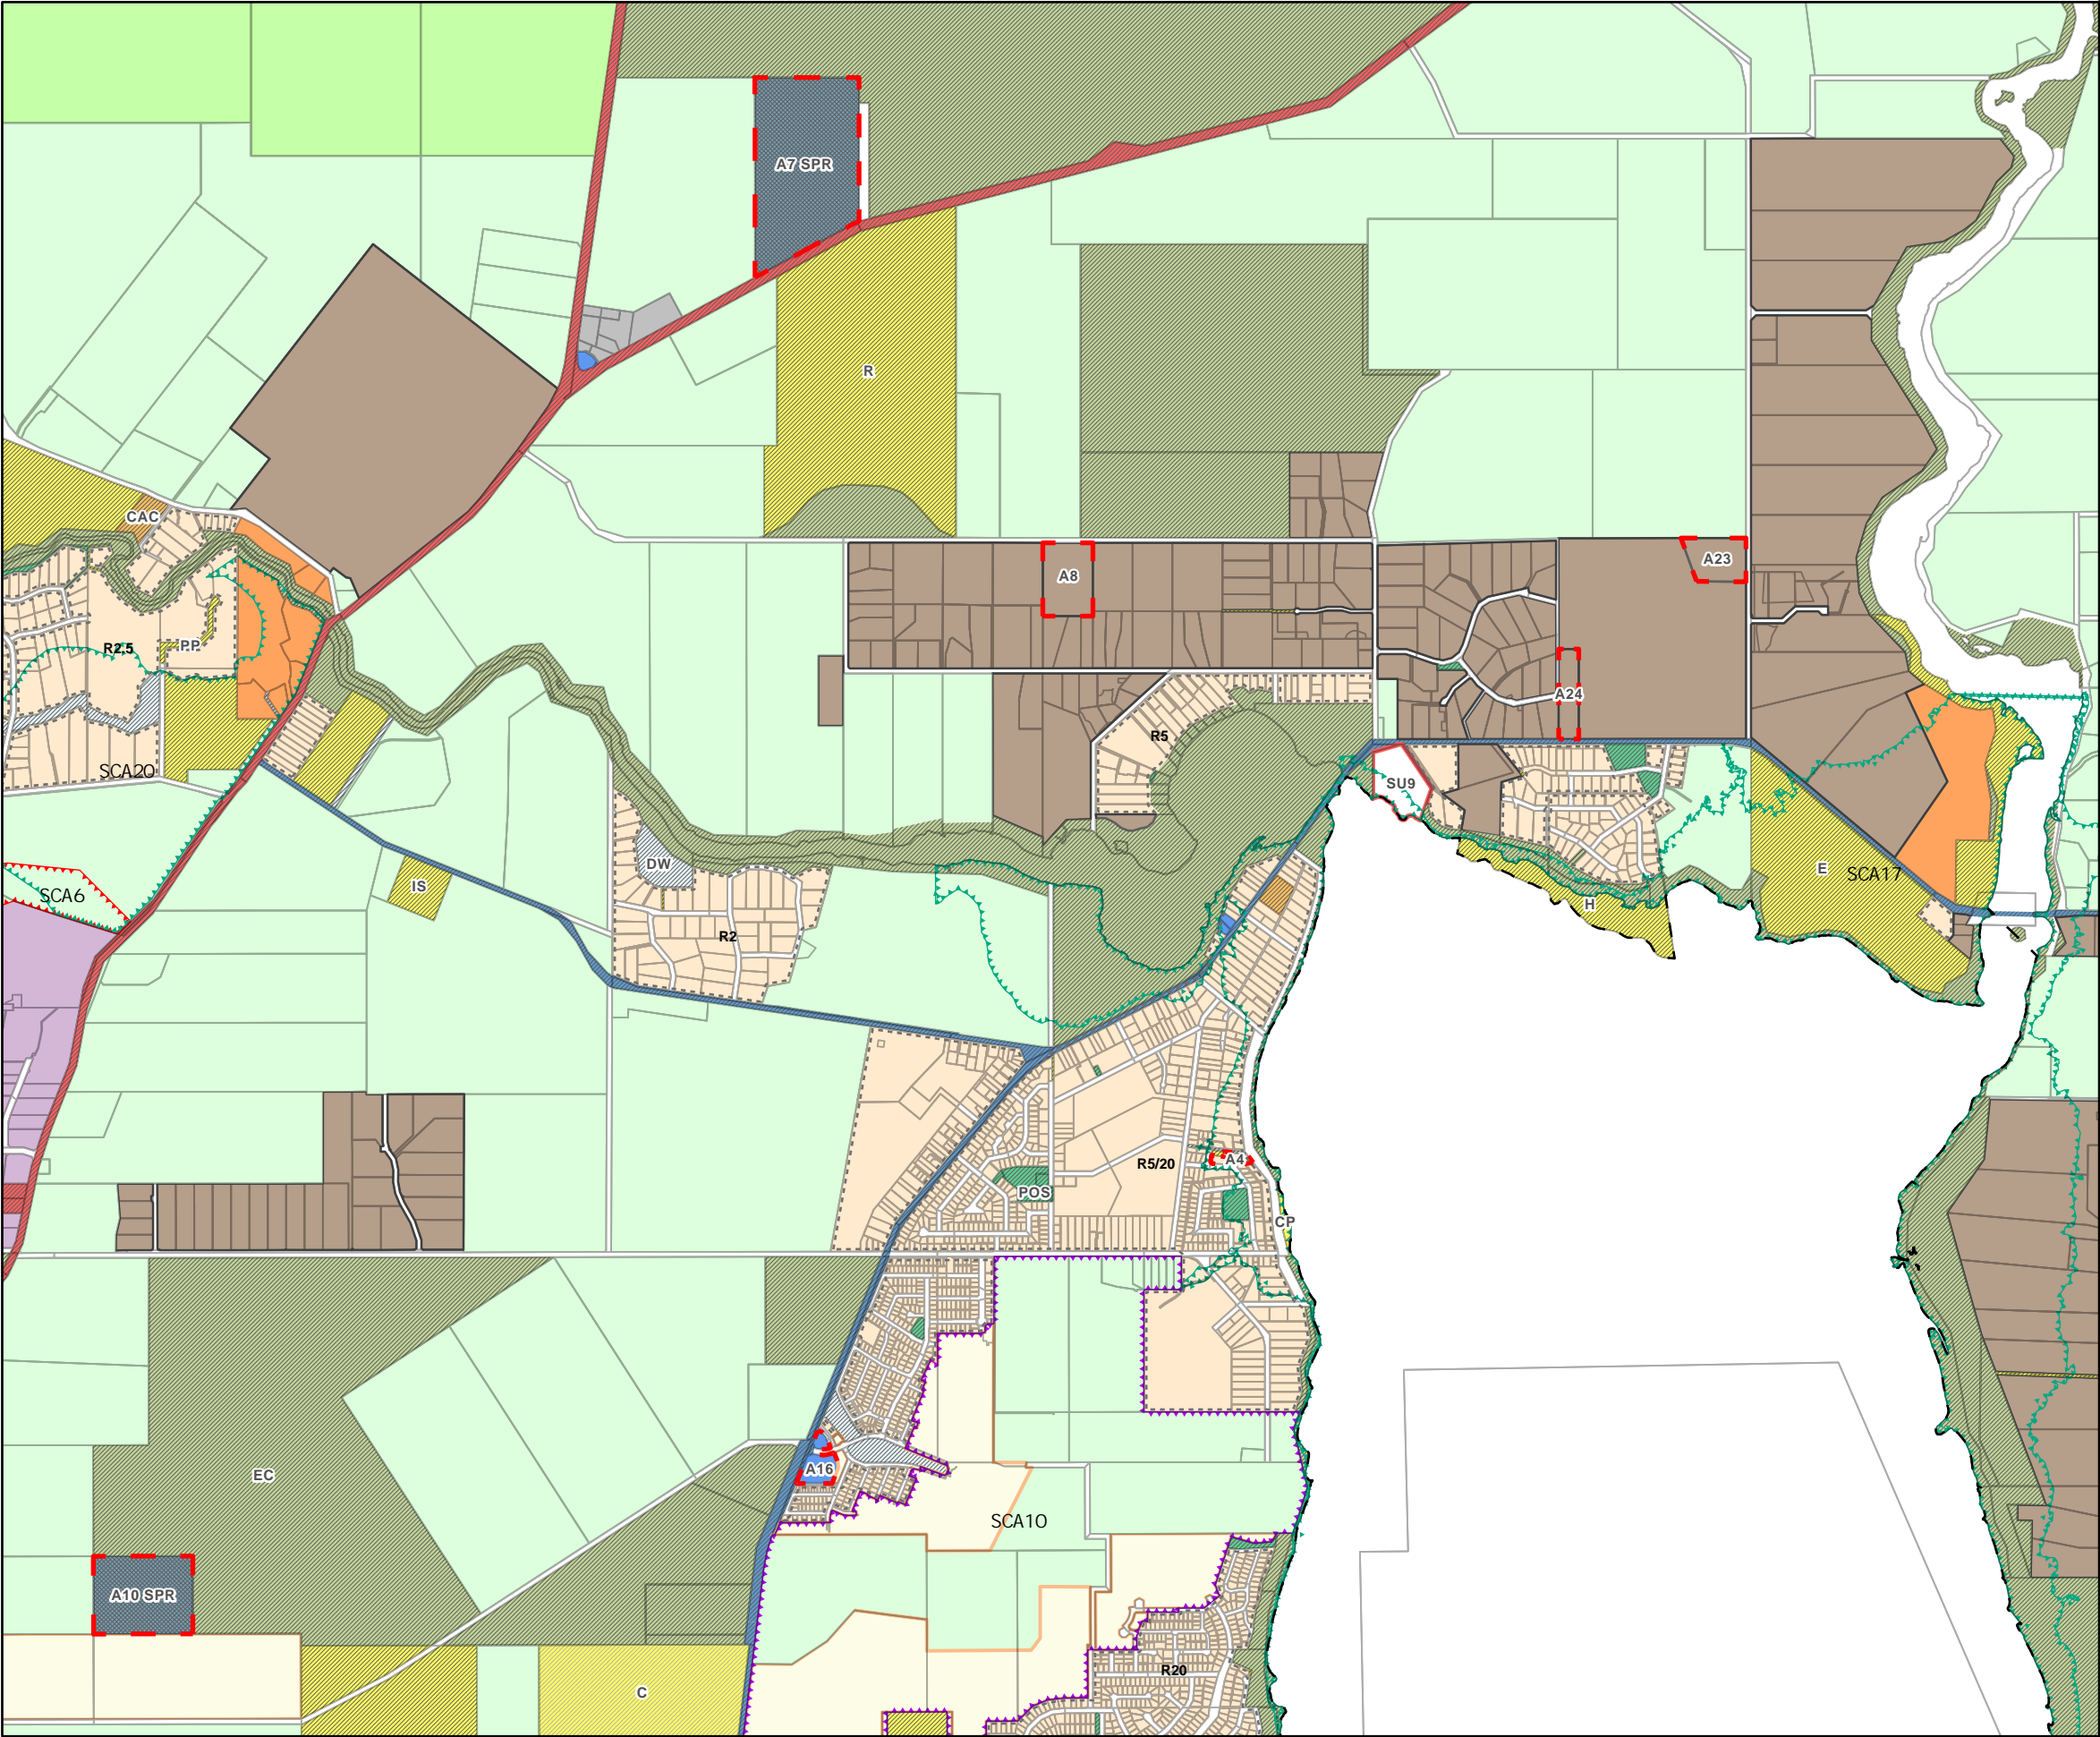 A7 SPR
R
CAC
A8
A23
R2.5
PP
A24
R5
SCA20
SU9
DW
E
SCA17
IS
SCA6
H
R2
A4
R5/20
POS
CP
A16
EC
SCA10
A10 SPR
R20
C